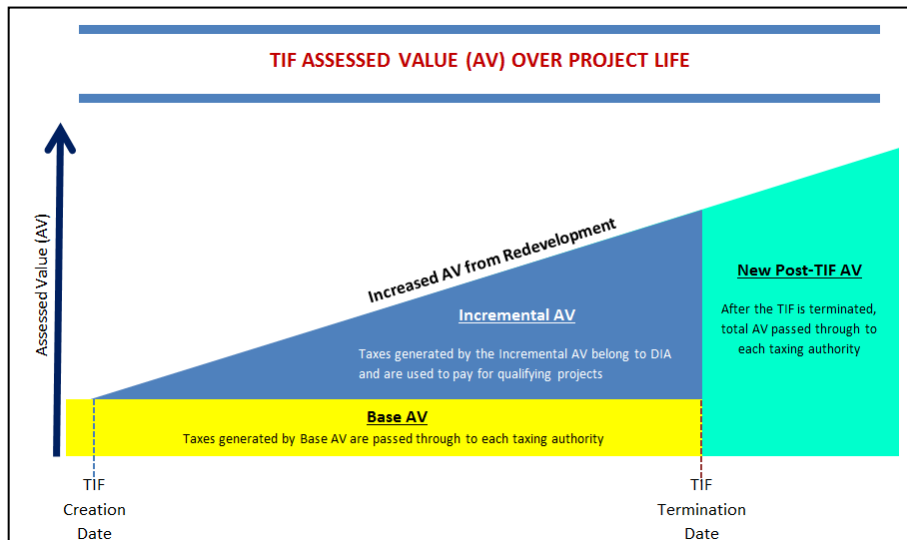 TIF ASSESSED VALUE (AV) OVER PROJECT LIFE
Assessed Value (AV)
Increased AV from Redevelopment
Incremental AV
Taxes generated by the Incremental AV belong to DIA
and are used to pay for qualifying projects
New Post-TIF AV
After the TIF is terminated,
total AV passed through to
each taxing authority
Base AV
Taxes generated by Base AV are passed through to each taxing authority
TIF
Creation
Date
TIF
Termination
Date